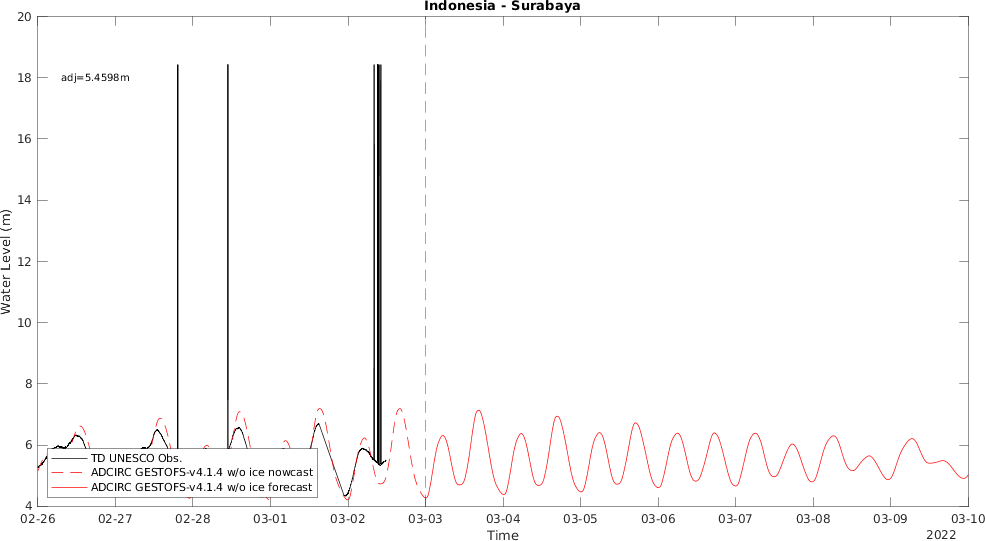 Indonesia - Surabaya
20
18
16
14
12
10
8
6
4
Water Level (m)
adj=5.4598m
TD UNESCO Obs.
ADCIRC GESTOFS-v4.1.4 w/o ice nowcast
ADCIRC GESTOFS-v4.1.4 w/o ice forecast
02-26 02-27 02-28 03-01 03-02 03-03 03-04 03-05 03-06 03-07 03-08 03-09 03-10
Time
2022